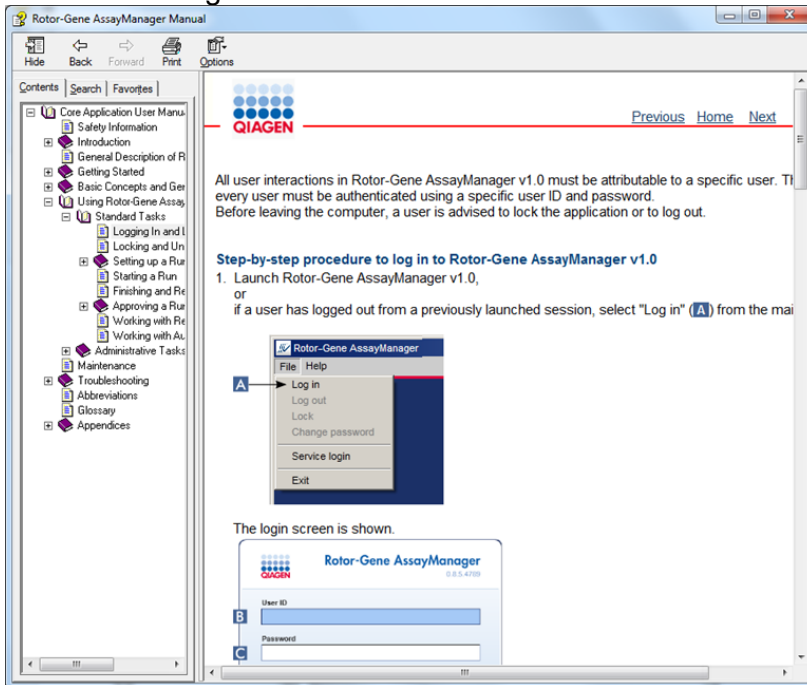 Rotor-Gene AssayManager Manual
Hide Back Forward Print Options
Contents Search Favorites
Core Application User Manu
Safety Information
Introduction
General Description of R
Getting Started
Basic Concepts and Ger
Using Rotor-Gene Assay
Standard Tasks
Logging In and L
Locking and Un
Setting up a Rur
Starting a Run
Finishing and Re
Approving a Rur
Working with Re
Working with Au
Administrative Tasks
Maintenance
Troubleshooting
Abbreviations
Glossary
Appendices
QIAGEN
Previous Home Next
All user interactions in Rotor-Gene AssayManager v1.0 must be attributable to a specific user. Th
every user must be authenticated using a specific user ID and password.
Before leaving the computer, a user is advised to lock the application or to log out.
Step-by-step procedure to log in to Rotor-Gene AssayManager v1.0
1. Launch Rotor-Gene AssayManager v1.0,
or
if a user has logged out from a previously launched session, select "Log in" (A) from the mai
Rotor-Gene AssayManager
File Help
A Log in
Log out
Lock
Change password
Service login
Exit
The login screen is shown.
QIAGEN Rotor-Gene AssayManager
0.8.5.4789
User ID
B
Password
C